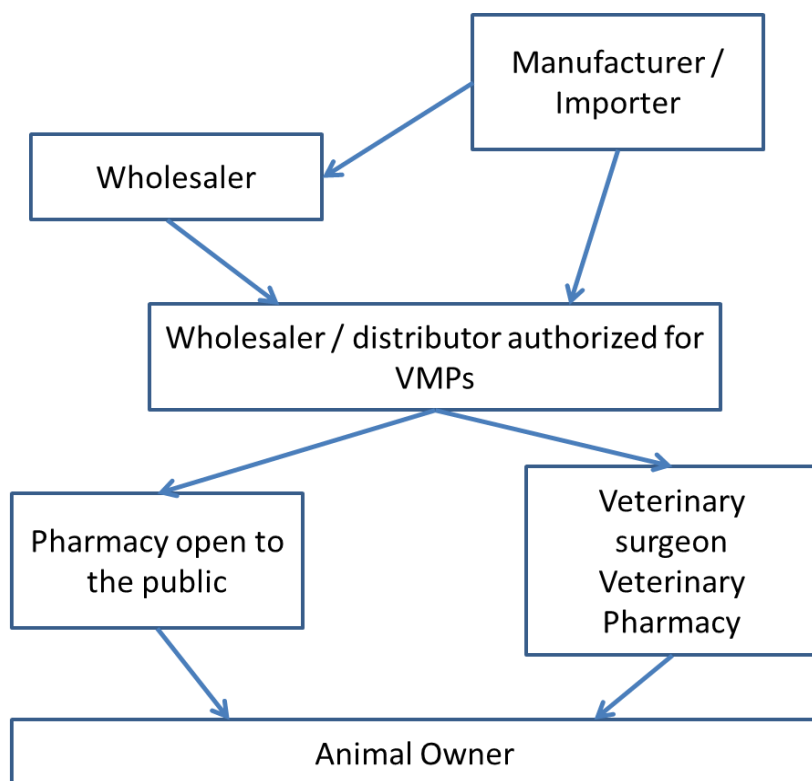 Manufacturer /
Importer
Wholesaler
Wholesaler / distributor authorized for
VMPs
Pharmacy open to
the public
Veterinary
surgeon
Veterinary
Pharmacy
Animal Owner